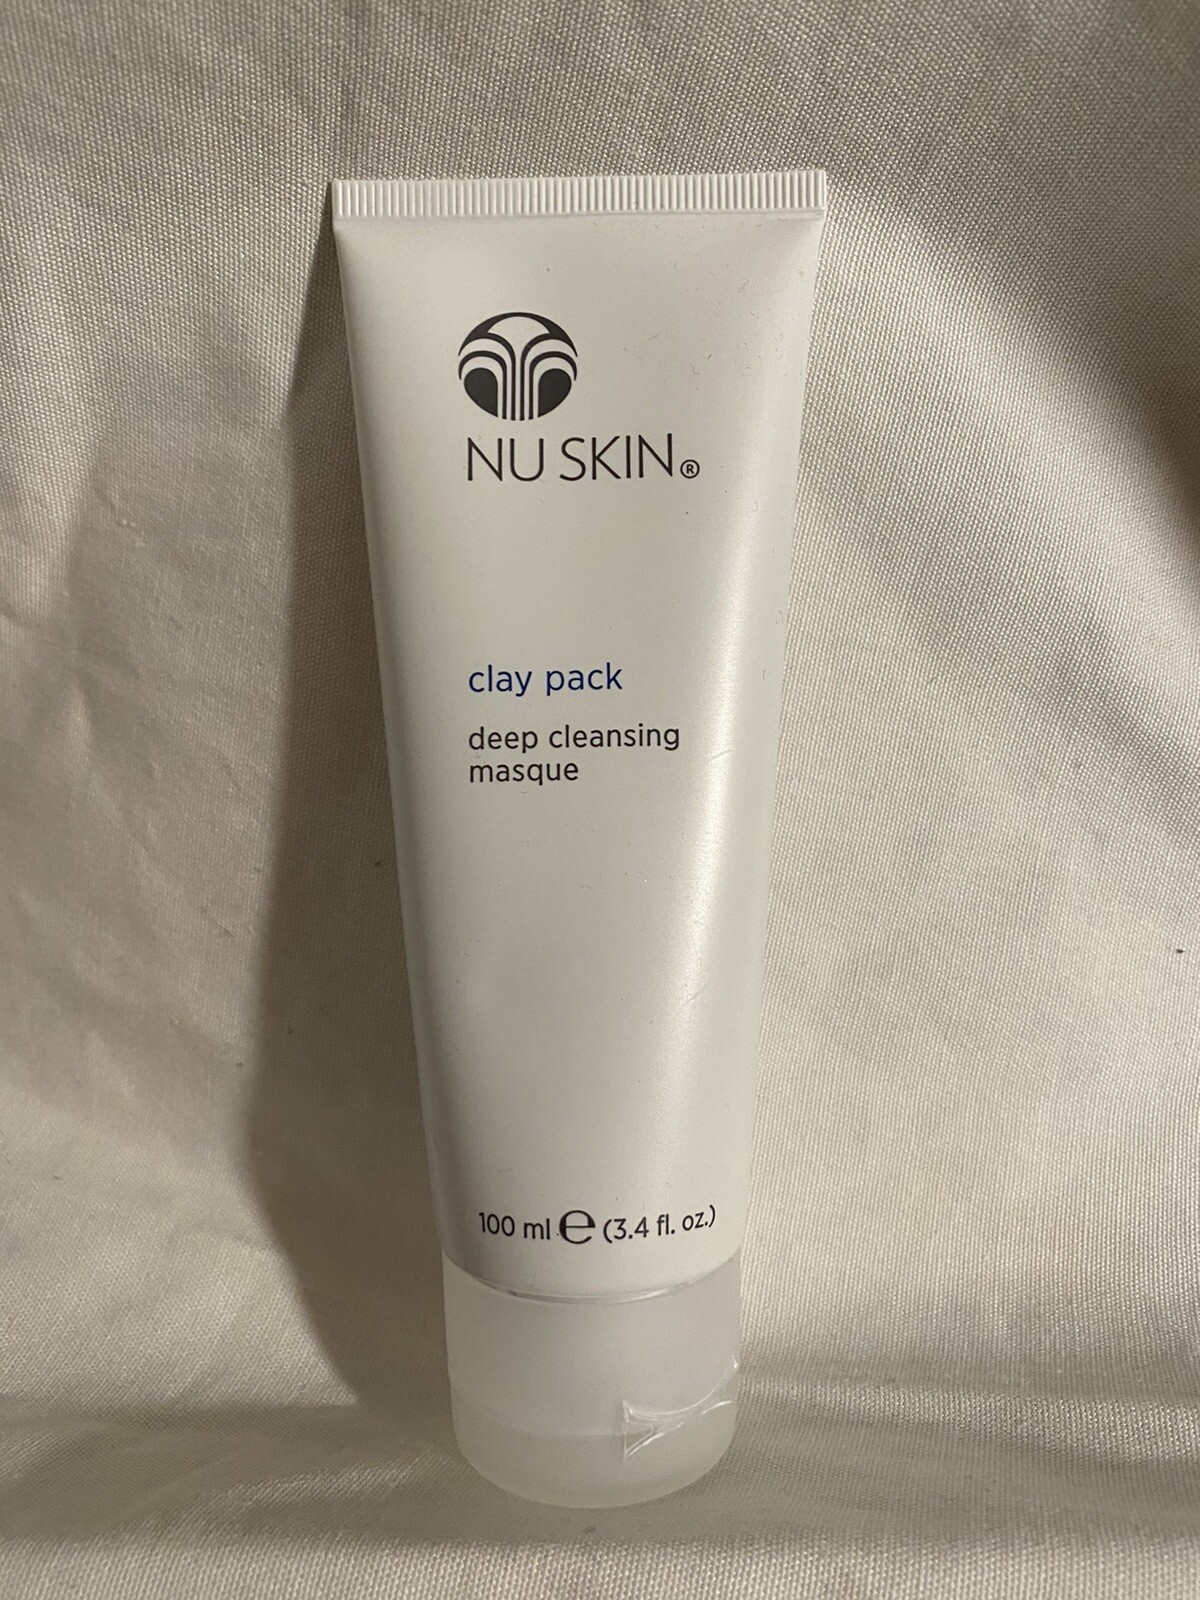 NU SKIN®
clay pack
deep cleansing
masque
100 ml ℮ (3.4 fl. oz.)